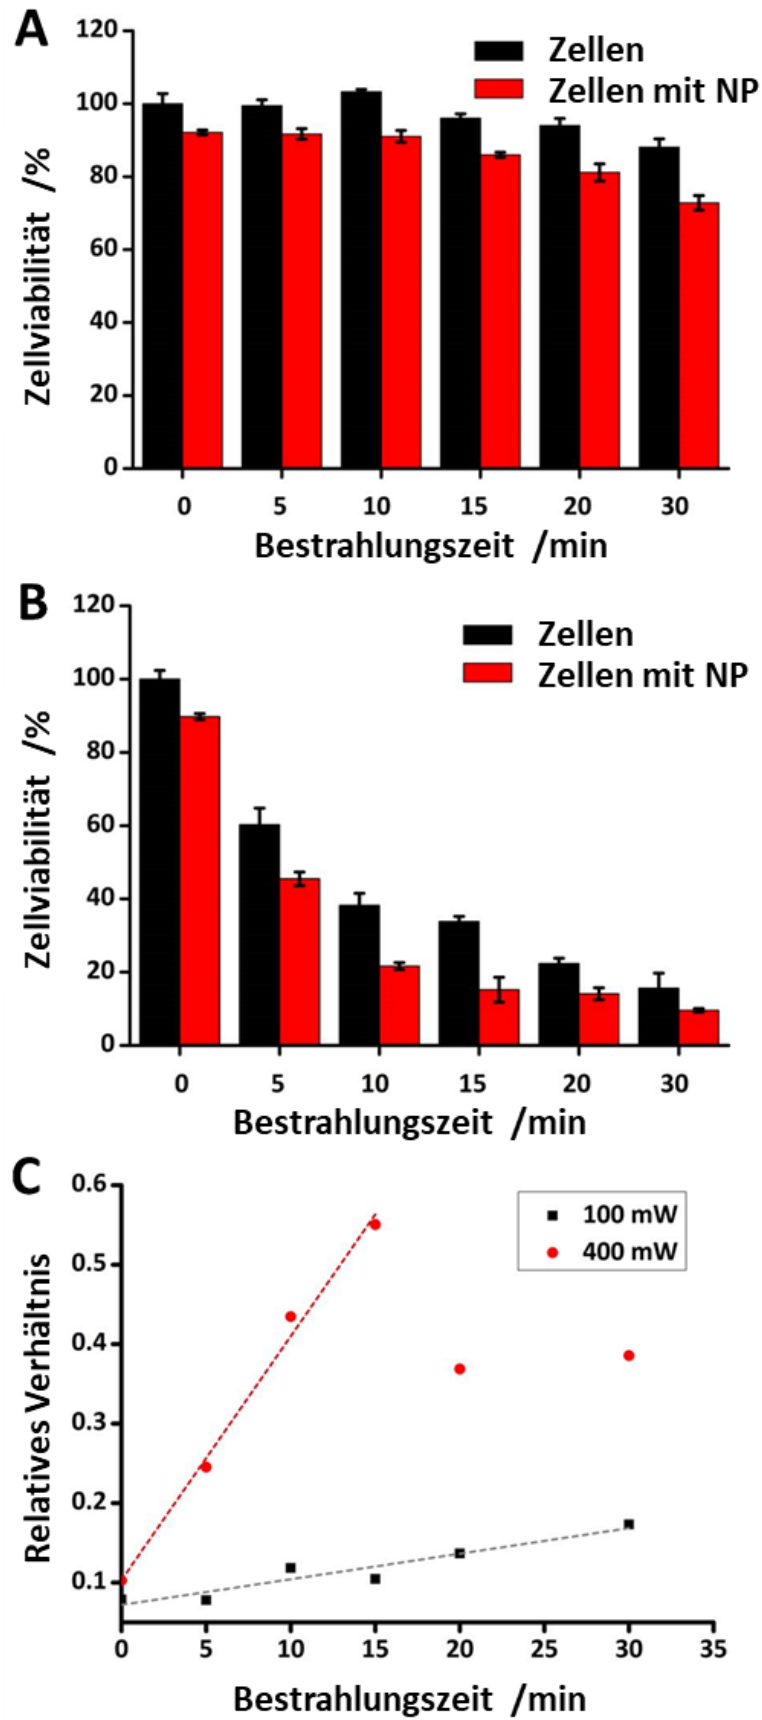 A
120
100
80
60
40
20
0
Zellviabilität /%
Zellen
Zellen mit NP
0 5 10 15 20 30
Bestrahlungszeit /min
B
120
100
80
60
40
20
0
Zellviabilität /%
Zellen
Zellen mit NP
0 5 10 15 20 30
Bestrahlungszeit /min
C
0.6
0.5
0.4
0.3
0.2
0.1
Relatives Verhältnis
100 mW
400 mW
0 5 10 15 20 25 30 35
Bestrahlungszeit /min